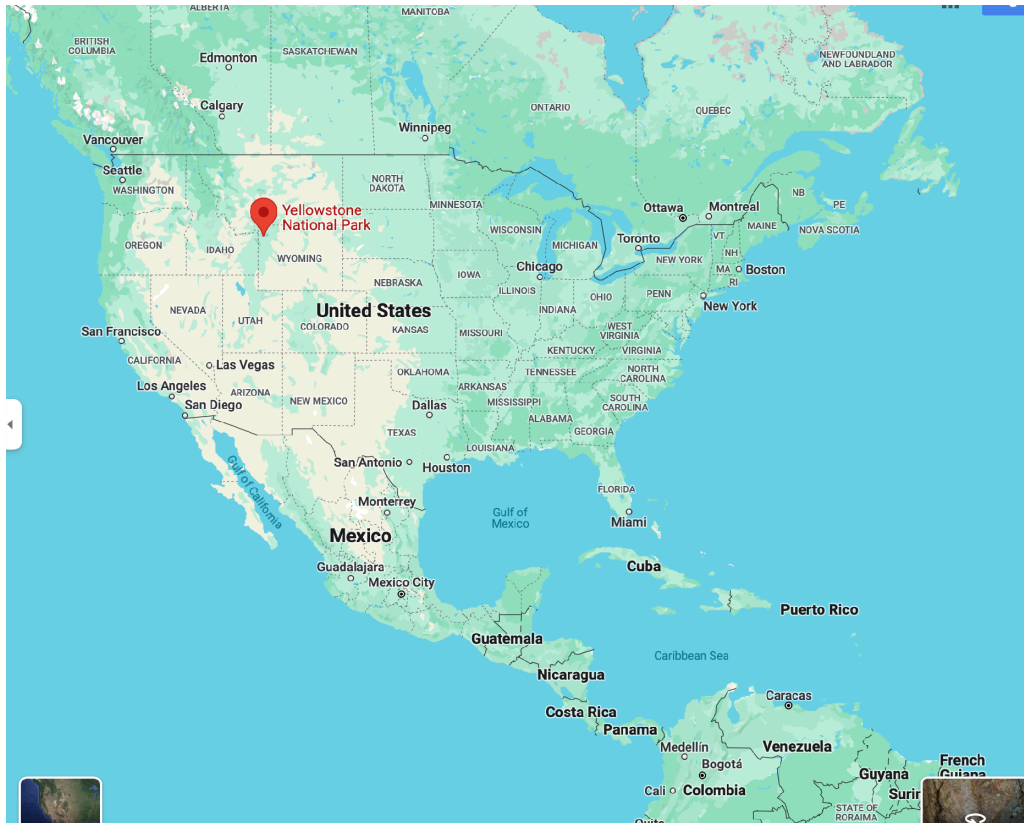 ALBERTA
MANITOBA
BRITISH
COLUMBIA
SASKATCHEWAN
Edmonton
NEWFOUNDLAND
AND LABRADOR
Calgary
ONTARIO
QUEBEC
Winnipeg
Vancouver
Seattle
WASHINGTON
NORTH
DAKOTA
MINNESOTA
Ottawa
Montreal
NB
PE
Yellowstone
National Park
WISCONSIN
MICHIGAN
Toronto
MAINE
NOVA SCOTIA
VT
OREGON
IDAHO
WYOMING
NH
NEW YORK
Chicago
MA
Boston
IOWA
NEBRASKA
RI
ILLINOIS
OHIO
PENN
New York
NEVADA
United States
INDIANA
UTAH
COLORADO
KANSAS
MISSOURI
WEST
VIRGINIA
San Francisco
KENTUCKY
VIRGINIA
CALIFORNIA
Las Vegas
OKLAHOMA
TENNESSEE
NORTH
CAROLINA
Los Angeles
ARIZONA
NEW MEXICO
ARKANSAS
MISSISSIPPI
SOUTH
CAROLINA
San Diego
Dallas
ALABAMA
TEXAS
GEORGIA
LOUISIANA
San Antonio
Houston
Gulf of California
FLORIDA
Monterrey
Gulf of
Mexico
Miami
Mexico
Cuba
Guadalajara
Mexico City
Puerto Rico
Guatemala
Caribbean Sea
Nicaragua
Caracas
Costa Rica
Panama
Medellín
Venezuela
Bogotá
French
Guiana
Guyana
Cali
Colombia
Surin
STATE OF
RORAIMA
Quito